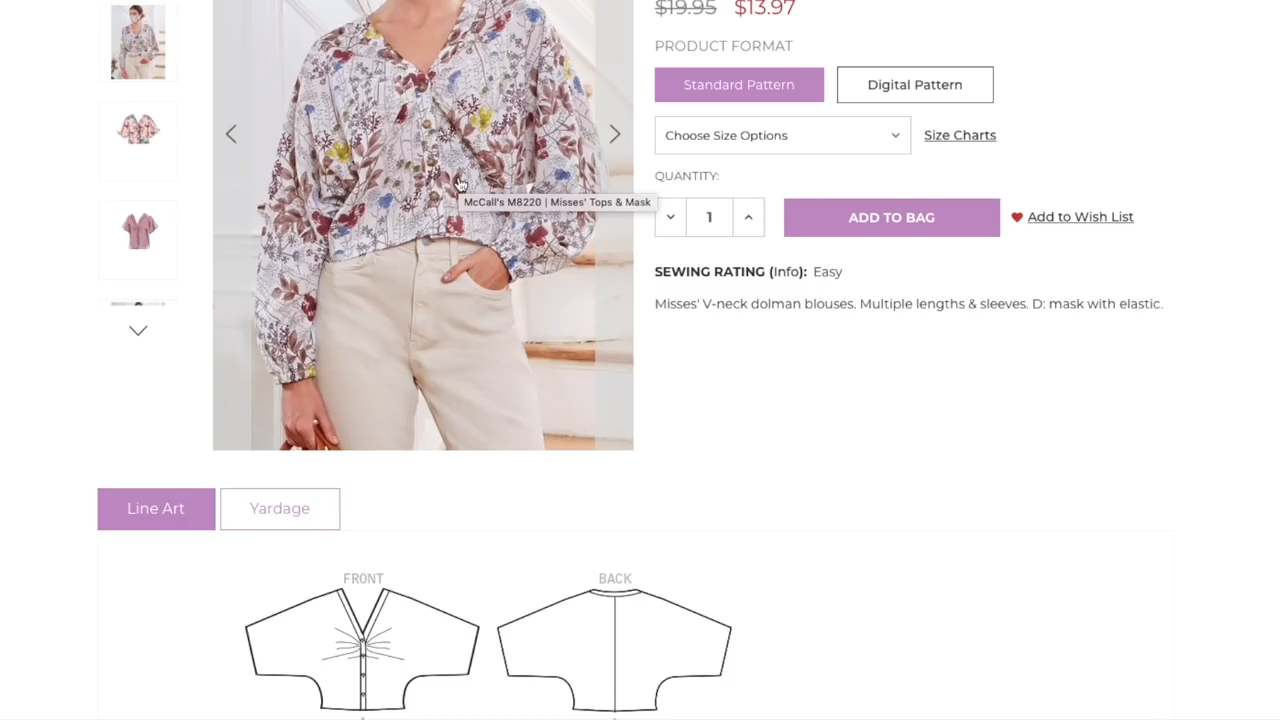 $19.95 $13.97
PRODUCT FORMAT
Standard Pattern
Digital Pattern
Choose Size Options
Size Charts
QUANTITY:
1
ADD TO BAG
Add to Wish List
McCall's M8220 | Misses' Tops & Mask
SEWING RATING (Info): Easy
Misses' V-neck dolman blouses. Multiple lengths & sleeves. D: mask with elastic.
Line Art
Yardage
FRONT
BACK